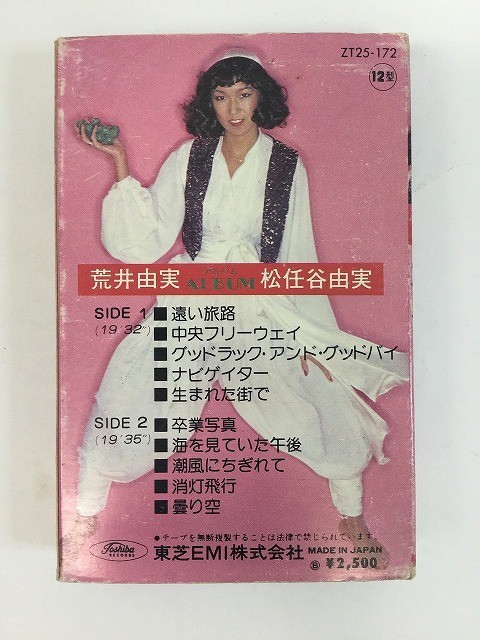 ZT25-172
12型
荒井由実 ALBUM 松任谷由実
SIDE 1 ■ 遠い旅路
(19'32") ■ 中央フリーウェイ
■ グッドラック・アンド・グッドバイ
■ ナビゲイター
■ 生まれた街で
SIDE 2 ■ 卒業写真
(19'35") ■ 海を見ていた午後
■ 潮風にちぎれて
■ 消灯飛行
■ 曇り空
●テープを無断複製することは法律で禁じられています。
Toshiba RECORDS 東芝EMI株式会社 MADE IN JAPAN
Ⓑ ¥2,500